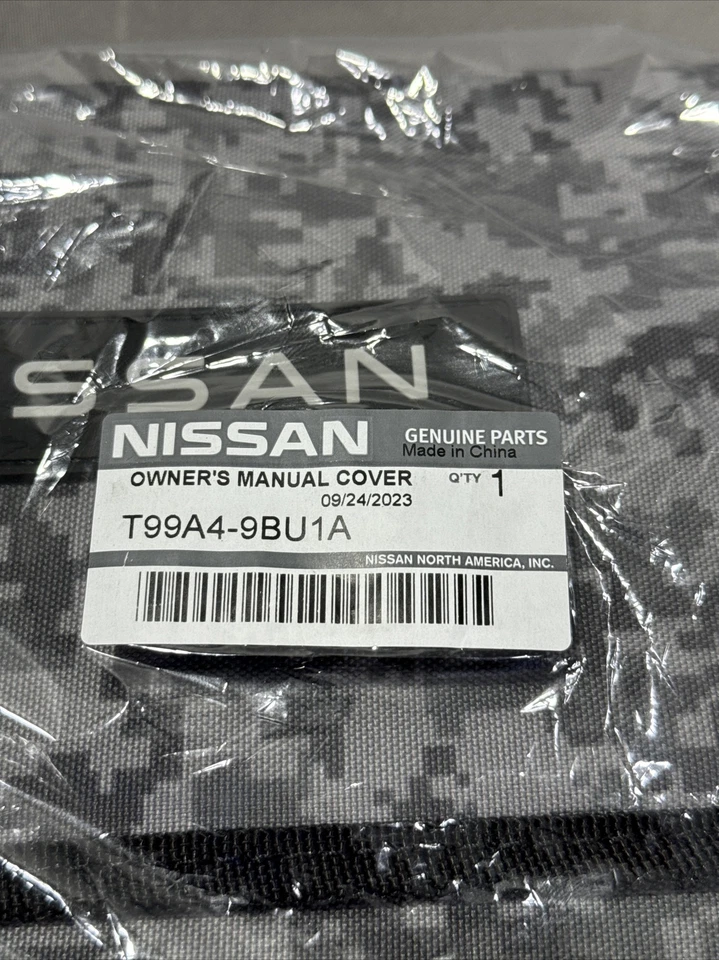 SSAN
NISSAN GENUINE PARTS
Made in China
OWNER'S MANUAL COVER Q'TY 1
09/24/2023
T99A4-9BU1A
NISSAN NORTH AMERICA, INC.